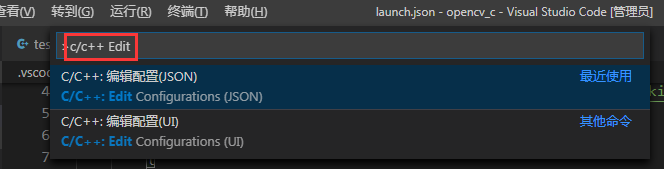 查看(V) 转到(G) 运行(R) 终端(T) 帮助(H) launch.json - opencv_c - Visual Studio Code [管理员]
tes
>c/c++ Edit
.vscod
C/C++: 编辑配置(JSON) 最近使用
C/C++: Edit Configurations (JSON)
C/C++: 编辑配置(UI) 其他命令
C/C++: Edit Configurations (UI)
4
5
6
7